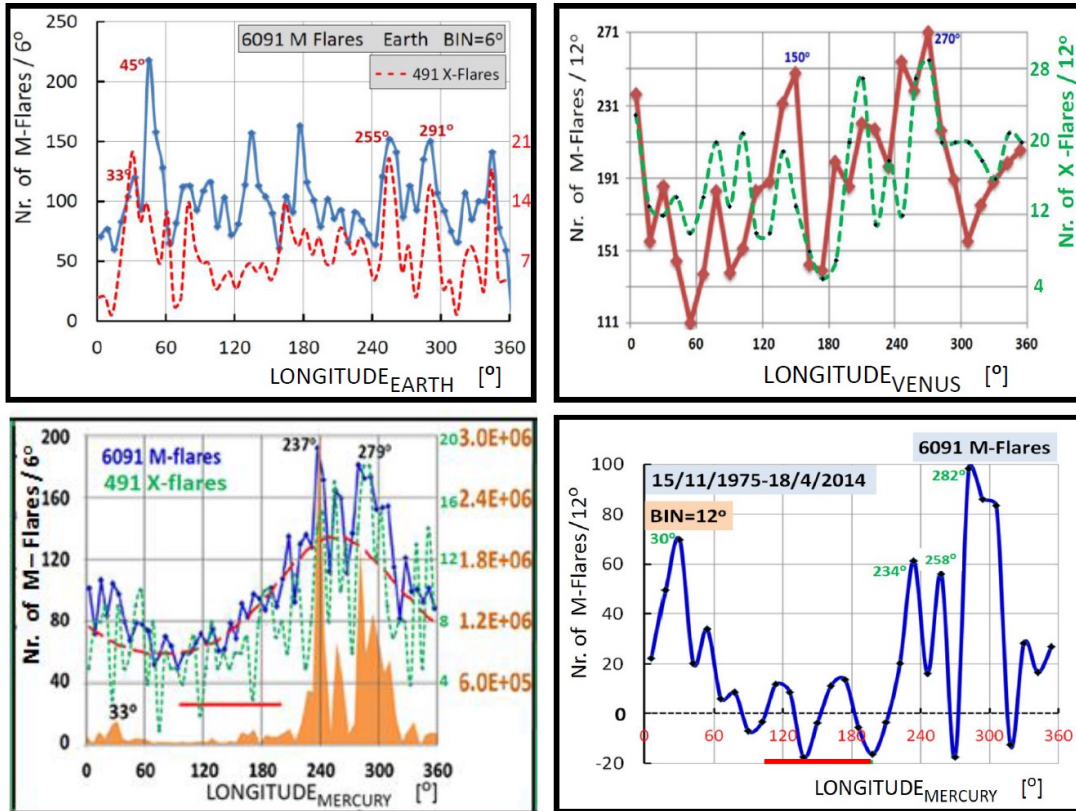 250
200
150
100
50
0
Nr. of M-Flares / 6°
6091 M Flares Earth BIN=6°
491 X-Flares
45°
33°
255°
291°
21
14
7
0 60 120 180 240 300 360
LONGITUDE EARTH [°]
271
231
191
151
111
Nr. of M-Flares / 12°
150°
270°
28
20
12
4
Nr. of X -Flares / 12°
0 60 120 180 240 300 360
LONGITUDE VENUS [°]
200
160
120
80
40
0
Nr. of M– Flares / 6°
6091 M-flares
491 X-flares
237°
279°
33°
20
16
12
8
4
3.0E+06
2.4E+06
1.8E+06
1.2E+06
6.0E+05
0 60 120 180 240 300 360
LONGITUDE MERCURY [°]
6091 M-Flares
15/11/1975-18/4/2014
BIN=12°
100
80
60
40
20
0
-20
Nr. of M-Flares / 12°
30°
234°
258°
282°
0 60 120 180 240 300 360
LONGITUDE MERCURY [°]